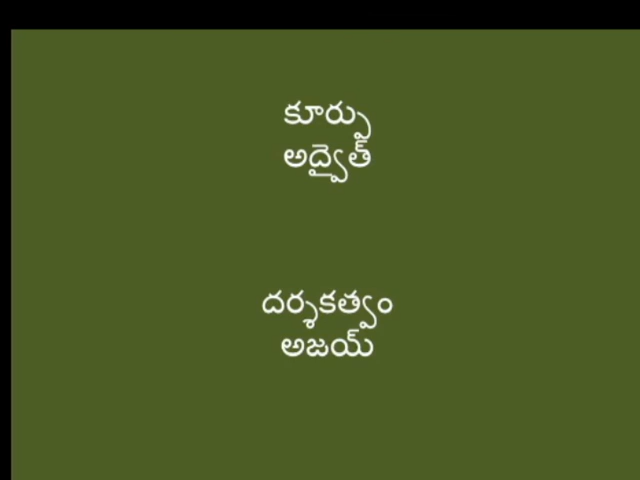 కూర్పు
అద్వైత్
దర్శకత్వం
అజయ్